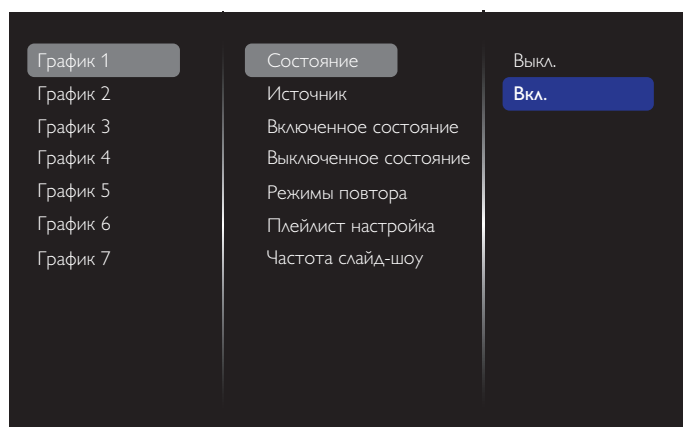 График 1
График 2
График 3
График 4
График 5
График 6
График 7
Состояние
Источник
Включенное состояние
Выключенное состояние
Режимы повтора
Плейлист настройка
Частота слайд-шоу
Выкл.
Вкл.